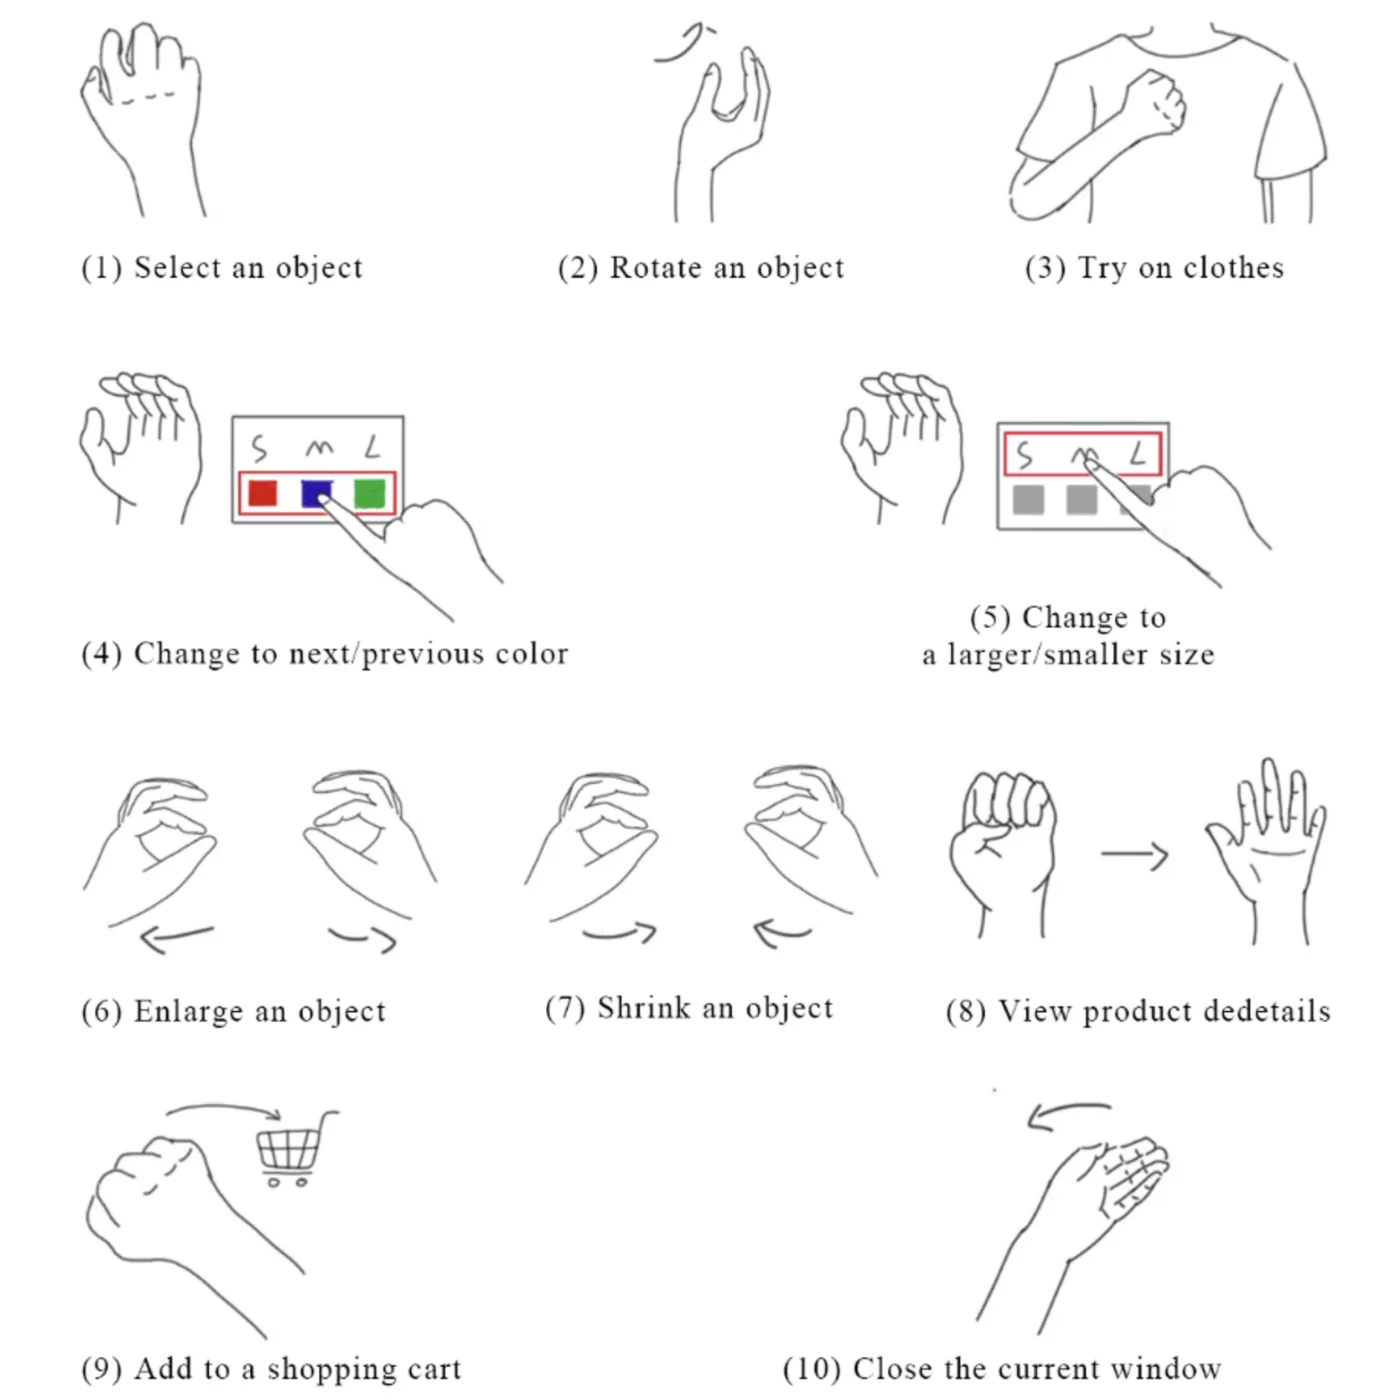 (1) Select an object
(2) Rotate an object
(3) Try on clothes
S M L
S M L
(4) Change to next/previous color
(5) Change to
a larger/smaller size
(6) Enlarge an object
(7) Shrink an object
(8) View product dedetails
(9) Add to a shopping cart
(10) Close the current window